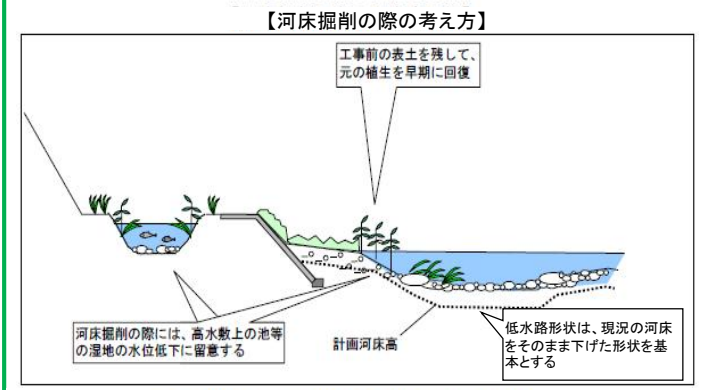 【河床掘削の際の考え方】
工事前の表土を残して、
元の植生を早期に回復
河床掘削の際には、高水敷上の池等
の湿地の水位低下に留意する
計画河床高
低水路形状は、現況の河床
をそのまま下げた形状を基
本とする